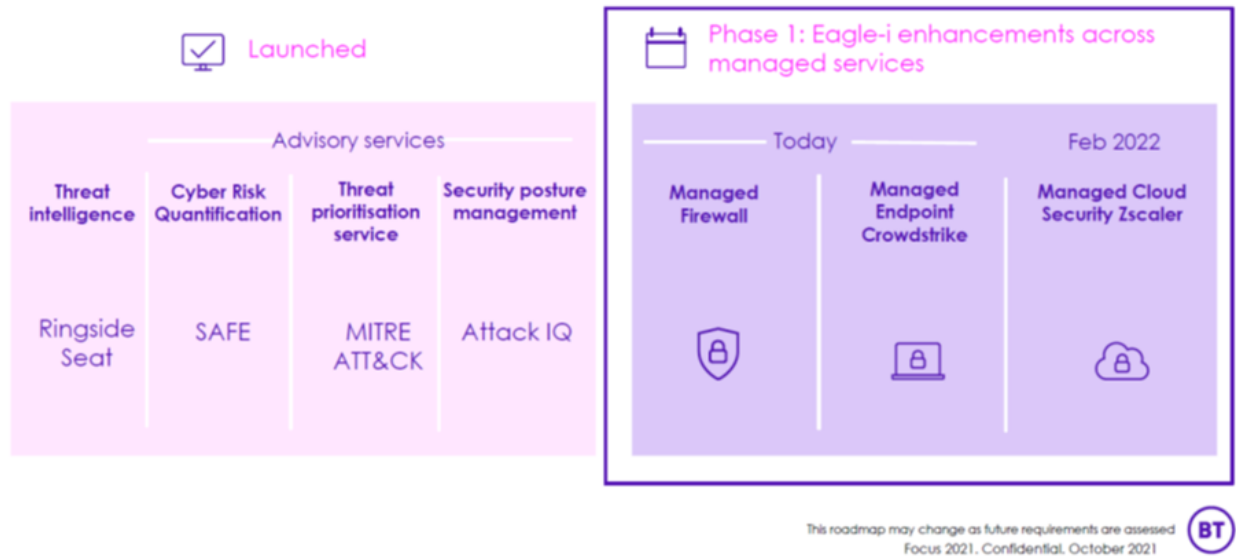 Launched
Advisory services
Threat
intelligence
Cyber Risk
Quantification
Threat
prioritisation
service
Security posture
management
Ringside
Seat
SAFE
MITRE
ATT&CK
Attack IQ
Phase 1: Eagle-i enhancements across
managed services
Today
Feb 2022
Managed
Firewall
Managed
Endpoint
Crowdstrike
Managed Cloud
Security Zscaler
This roadmap may change as future requirements are assessed
Focus 2021. Confidential. October 2021
BT